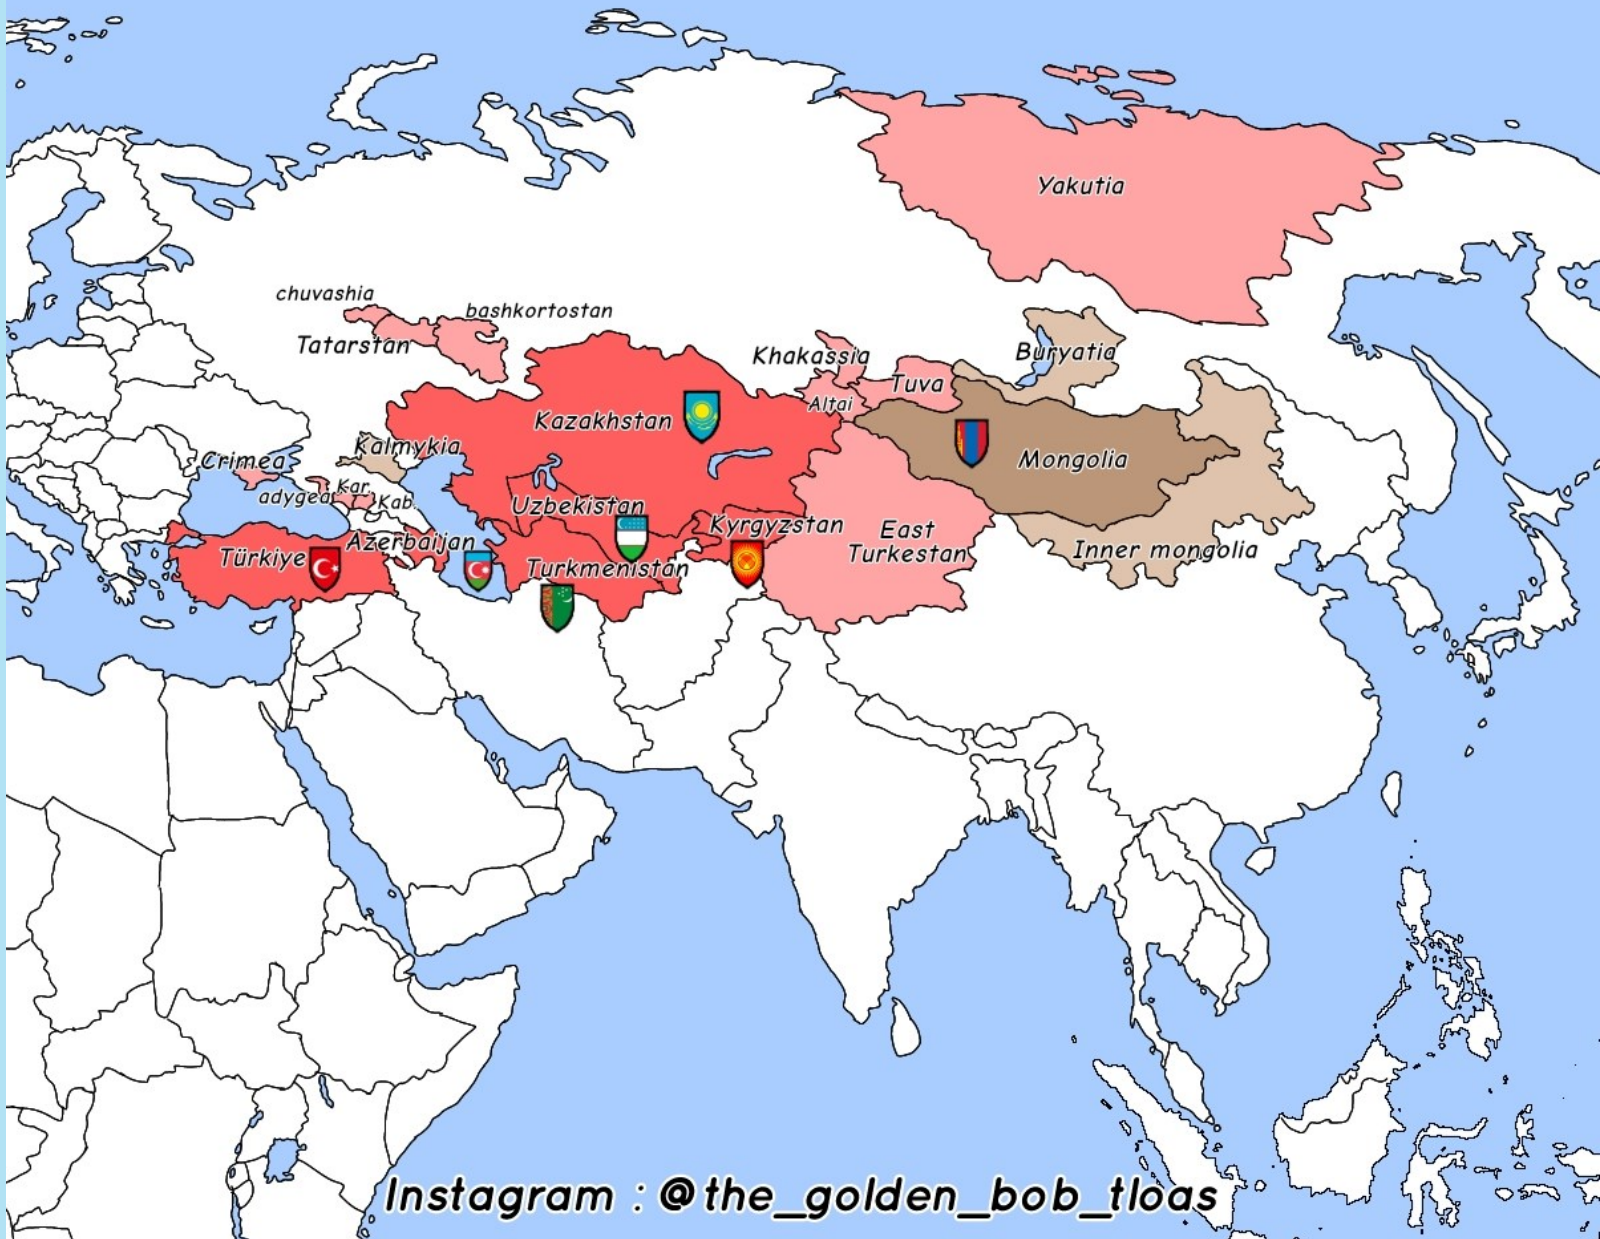 Yakutia
chuvashia
bashkortostan
Tatarstan
Khakassia
Buryatia
Tuva
Altai
Kazakhstan
Kalmykia
Crimea
Mongolia
adygea
Kar.
Kab.
Uzbekistan
Kyrgyzstan
East
Turkestan
Azerbaijan
Türkiye
Turkmenistan
Inner mongolia
Instagram : @the_golden_bob_tloas